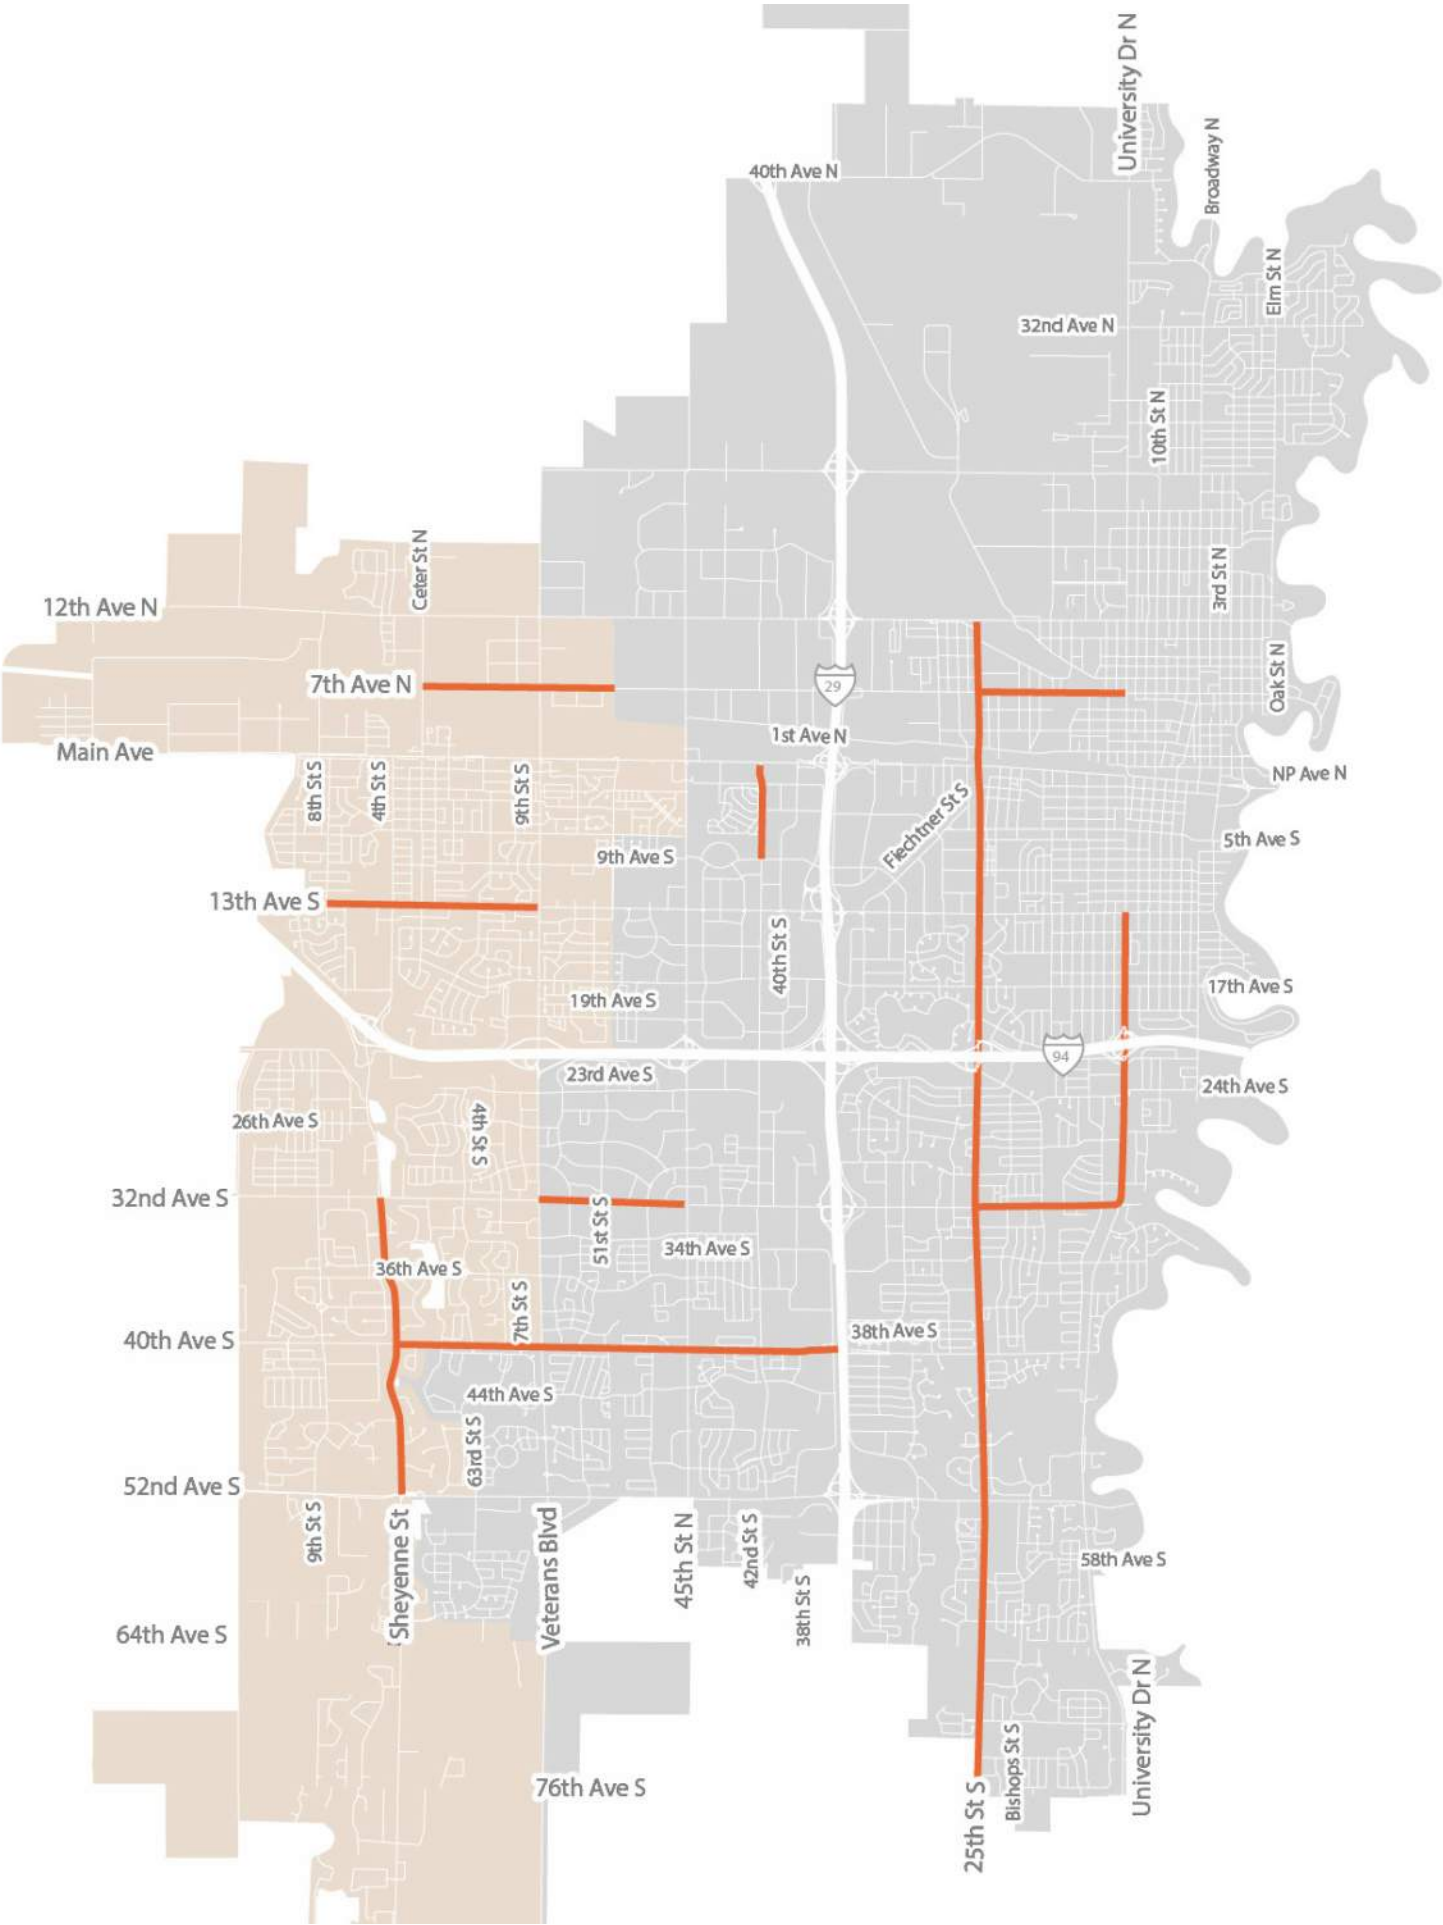 University Dr N
Broadway N
40th Ave N
Elm St N
32nd Ave N
10th St N
Ceter St N
3rd St N
12th Ave N
7th Ave N
29
Oak St N
1st Ave N
Main Ave
NP Ave N
8th St S
4th St S
9th St S
Fiechtner St S
5th Ave S
9th Ave S
13th Ave S
40th St S
17th Ave S
19th Ave S
94
23rd Ave S
24th Ave S
26th Ave S
4th St S
32nd Ave S
51st St S
34th Ave S
36th Ave S
7th St S
40th Ave S
38th Ave S
44th Ave S
63rd St S
52nd Ave S
9th St S
Sheyenne St
Veterans Blvd
45th St N
42nd St S
38th St S
58th Ave S
64th Ave S
University Dr N
76th Ave S
Bishops St S
25th St S